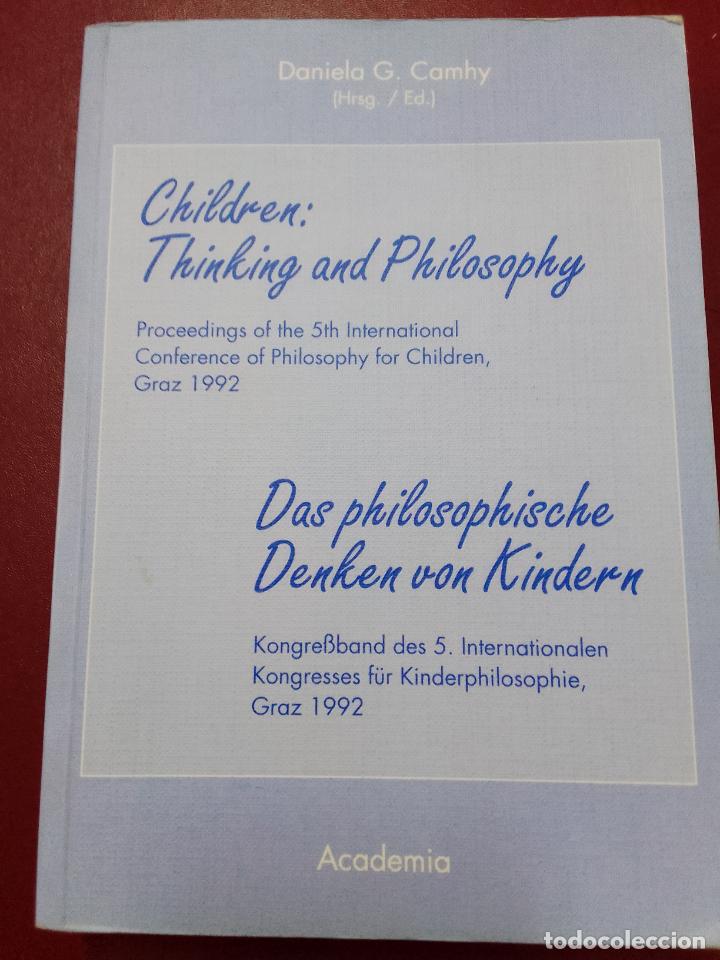 Daniela G. Camhy
(Hrsg. / Ed.)
Children:
Thinking and Philosophy
Proceedings of the 5th International
Conference of Philosophy for Children,
Graz 1992
Das philosophische
Denken von Kindern
Kongreßband des 5. Internationalen
Kongresses für Kinderphilosophie,
Graz 1992
Academia
todocoleccion